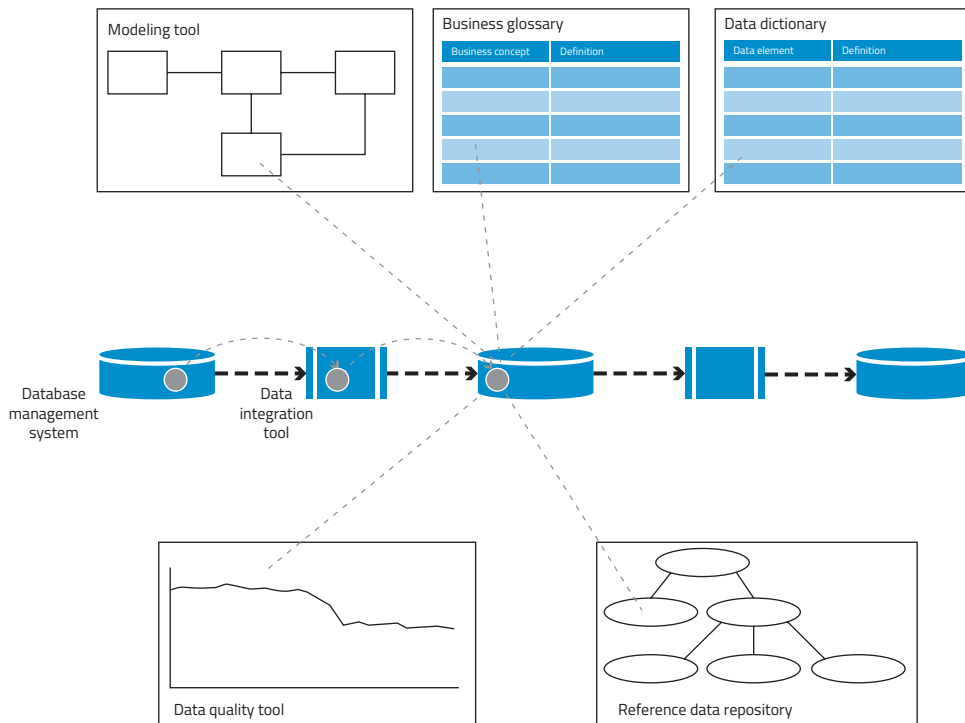 Modeling tool
Business glossary
Business concept
Definition
Data dictionary
Data element
Definition
Database
management
system
Data
integration
tool
Data quality tool
Reference data repository